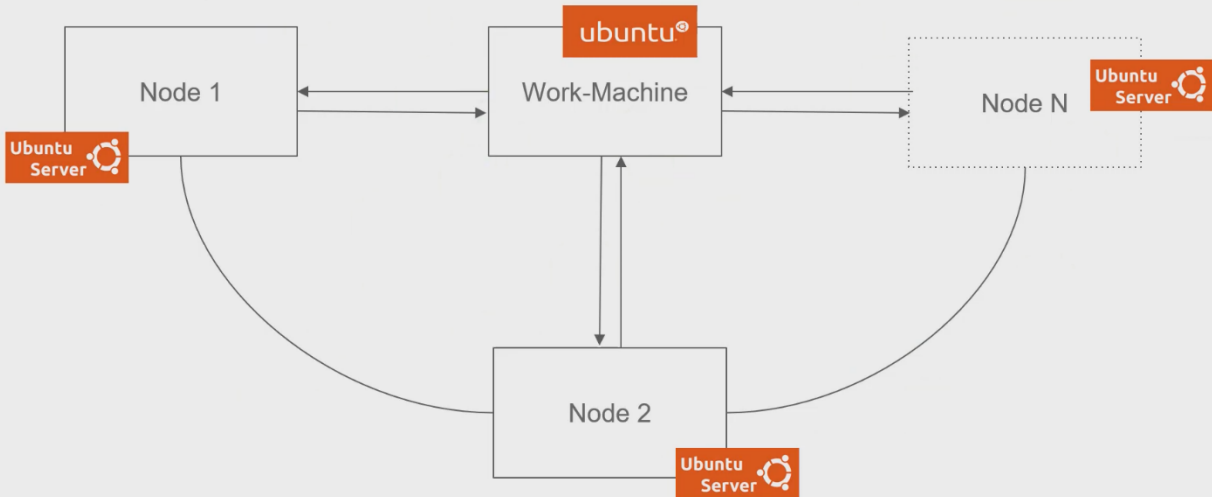 ubuntu®
Node 1
Work-Machine
Node N
Ubuntu
Server
Ubuntu
Server
Node 2
Ubuntu
Server